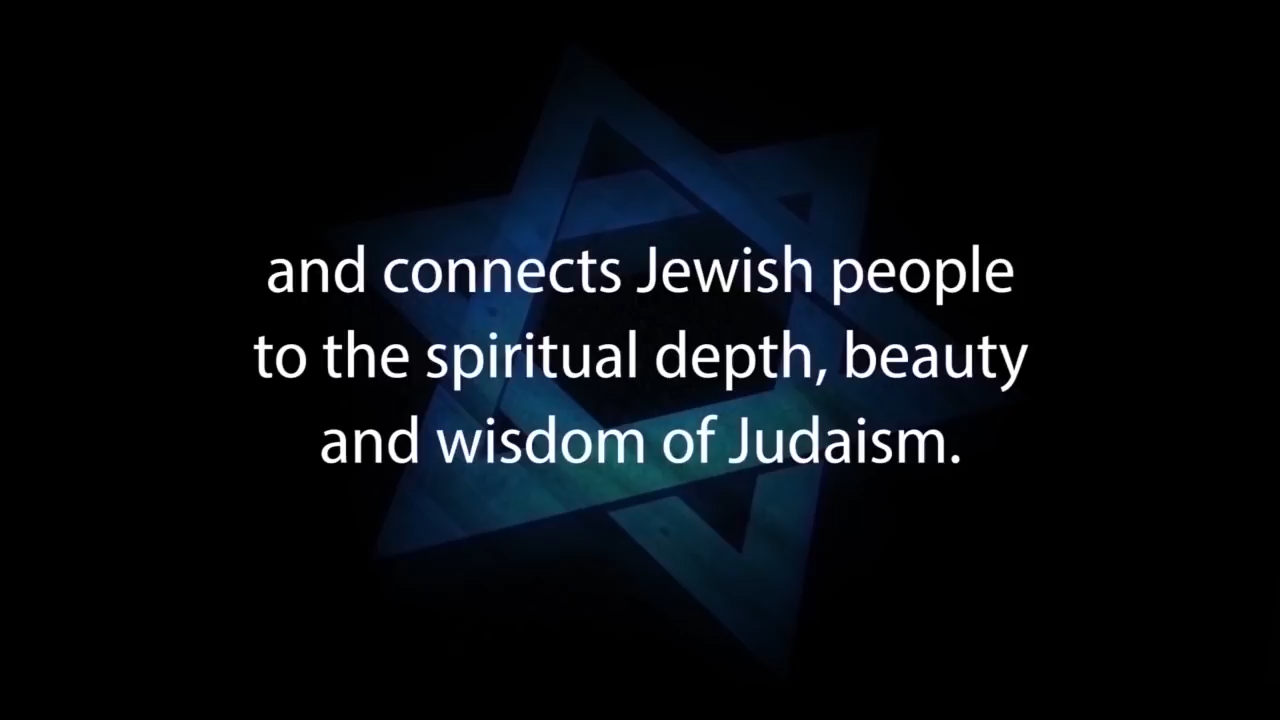 and connects Jewish people
to the spiritual depth, beauty
and wisdom of Judaism.